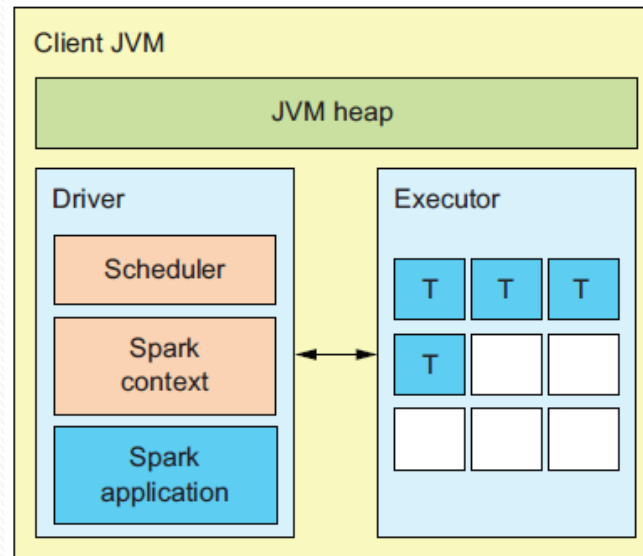 Client JVM
JVM heap
Driver
Scheduler
Spark
context
Spark
application
Executor
T T T
T